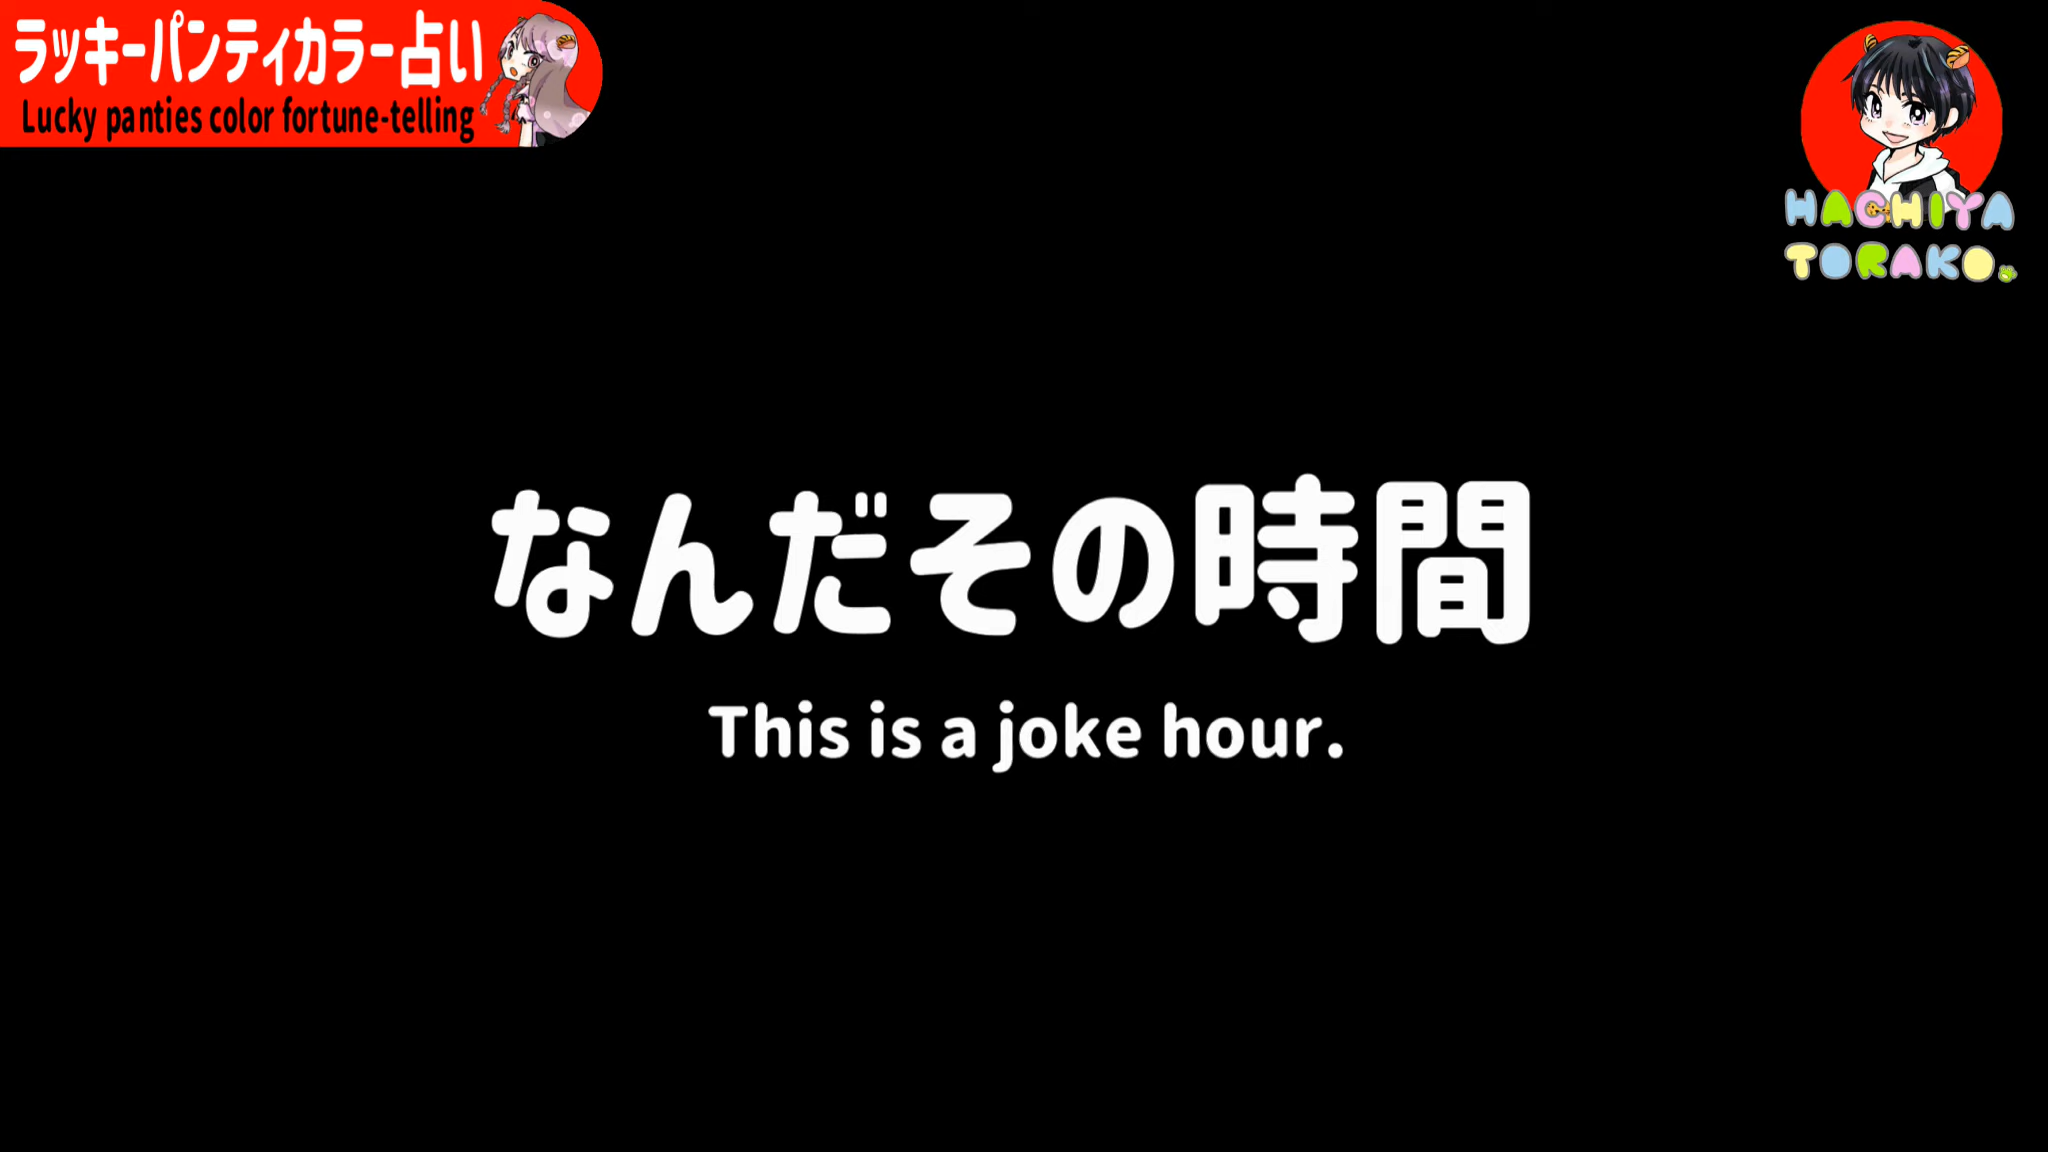 ラッキーパンティカラー占い
Lucky panties color fortune-telling
HACHIYA
TORAKO.
なんだその時間
This is a joke hour.